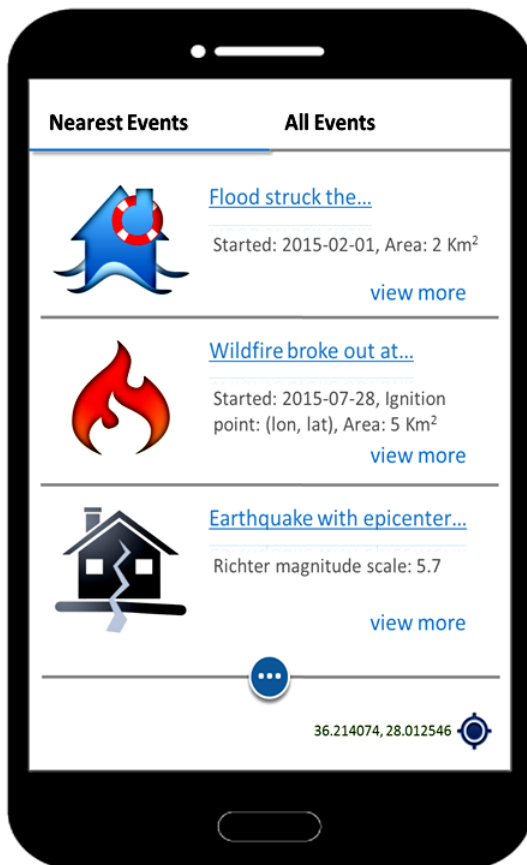 Nearest Events All Events
Flood struck the...
Started: 2015-02-01, Area: 2 Km²
view more
Wildfire broke out at...
Started: 2015-07-28, Ignition
point: (lon, lat), Area: 5 Km²
view more
Earthquake with epicenter...
Richter magnitude scale: 5.7
view more
36.214074, 28.012546